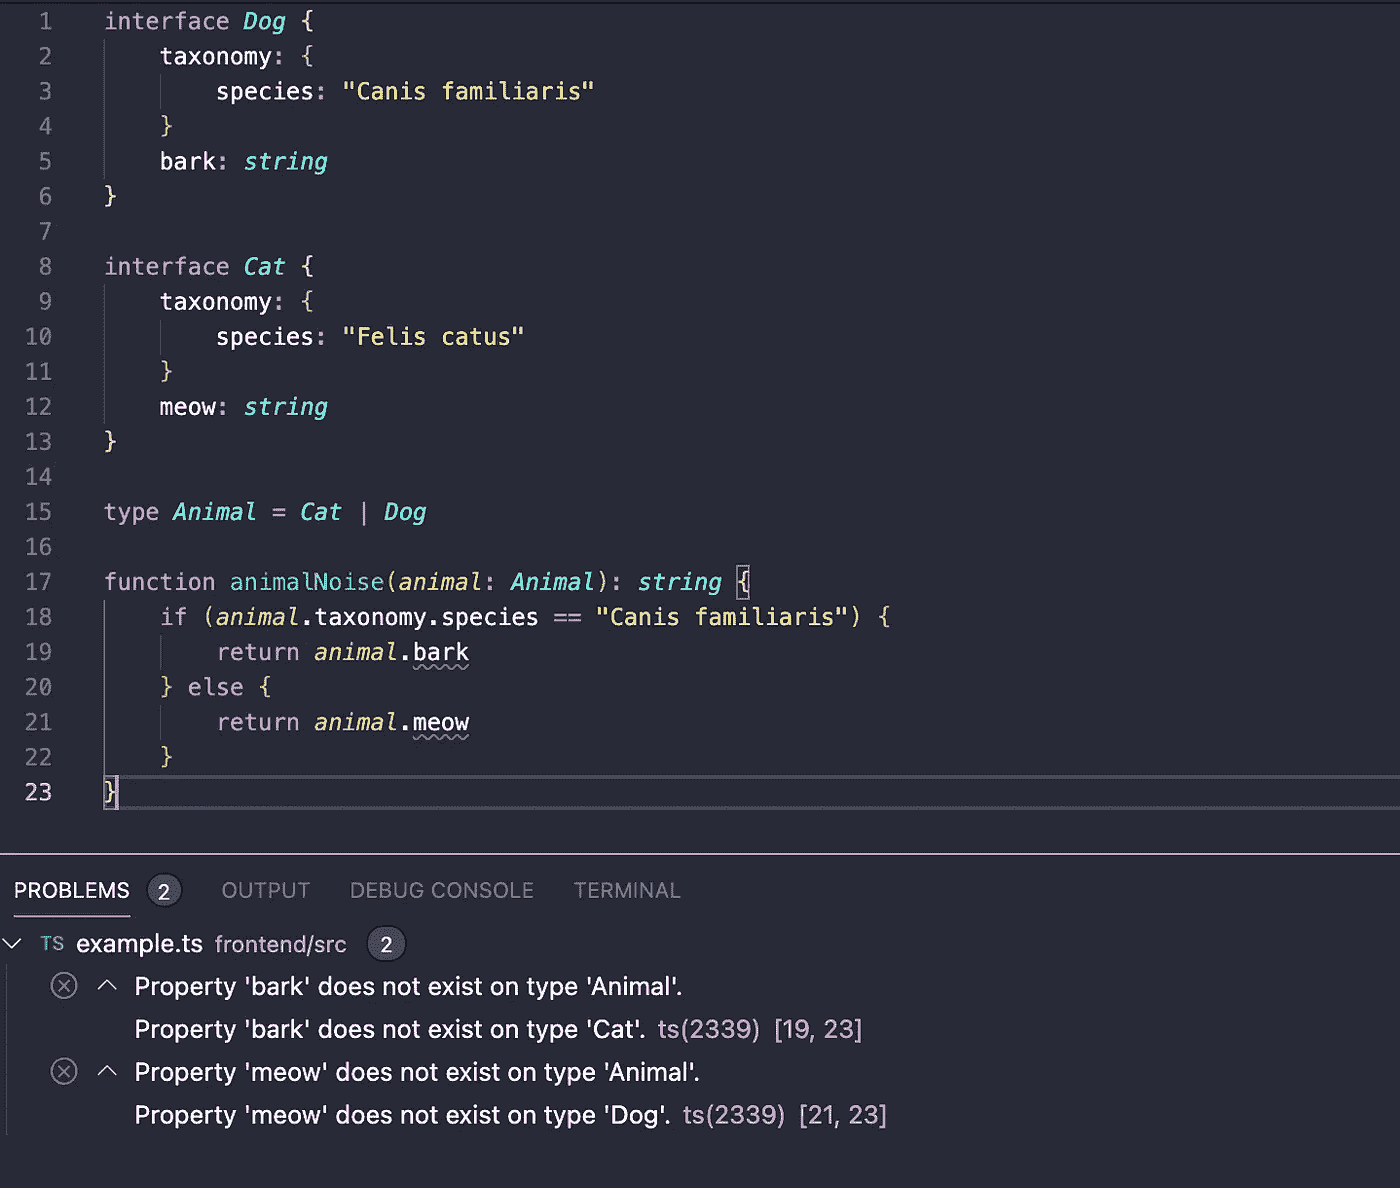 1 interface Dog {
2 taxonomy: {
3 species: "Canis familiaris"
4 }
5 bark: string
6 }
7
8 interface Cat {
9 taxonomy: {
10 species: "Felis catus"
11 }
12 meow: string
13 }
14
15 type Animal = Cat | Dog
16
17 function animalNoise(animal: Animal): string {
18 if (animal.taxonomy.species == "Canis familiaris") {
19 return animal.bark
20 } else {
21 return animal.meow
22 }
23 }
PROBLEMS 2 OUTPUT DEBUG CONSOLE TERMINAL
TS example.ts frontend/src 2
Property 'bark' does not exist on type 'Animal'.
Property 'bark' does not exist on type 'Cat'. ts(2339) [19, 23]
Property 'meow' does not exist on type 'Animal'.
Property 'meow' does not exist on type 'Dog'. ts(2339) [21, 23]